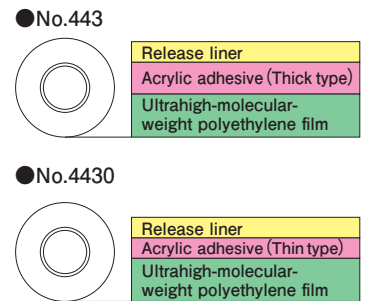 ●No.443
Release liner
Acrylic adhesive (Thick type)
Ultrahigh-molecular-
weight polyethylene film
●No.4430
Release liner
Acrylic adhesive (Thin type)
Ultrahigh-molecular-
weight polyethylene film